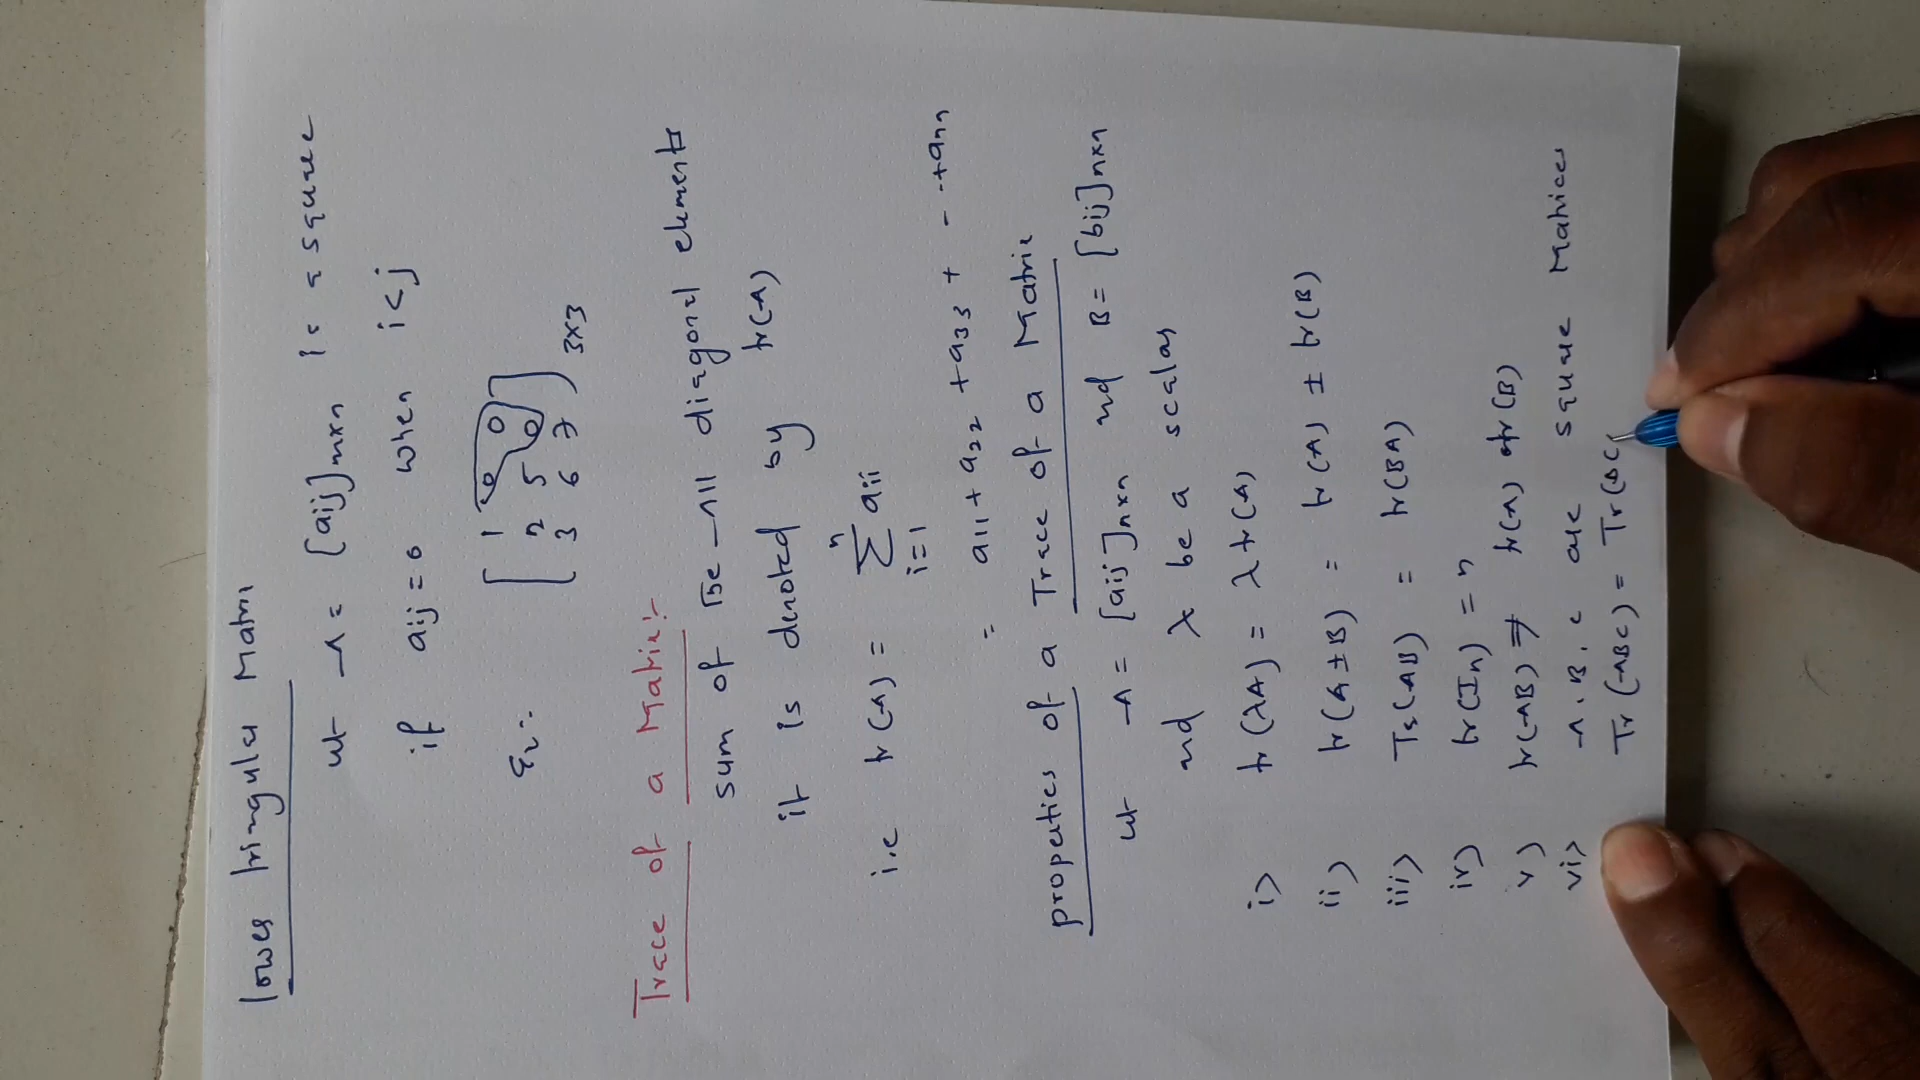 lower triangular Matrix
let A = [aij]mxn is a square
if aij = 0 when i<j
Ex:-
[1 0 0
2 5 0
3 6 7]3x3
Trace of a Matrix:-
sum of the All diagonal elements
it is denoted by tr(A)
i.e tr(A) = n∑i=1 aii
= a11 + a22 + a33 + - - + ann
properties of a Trace of a Matrix
let A = [aij]nxn and B = [bij]nxn
and λ be a scalar
i) tr(λA) = λ tr(A)
ii) tr(A ± B) = tr(A) ± tr(B)
iii) Tr(AB) = tr(BA)
iv) tr(In) = n
v) tr(AB) ≠ tr(A) tr(B)
vi) A, B, C are square Matrices
Tr(ABC) = Tr(BC